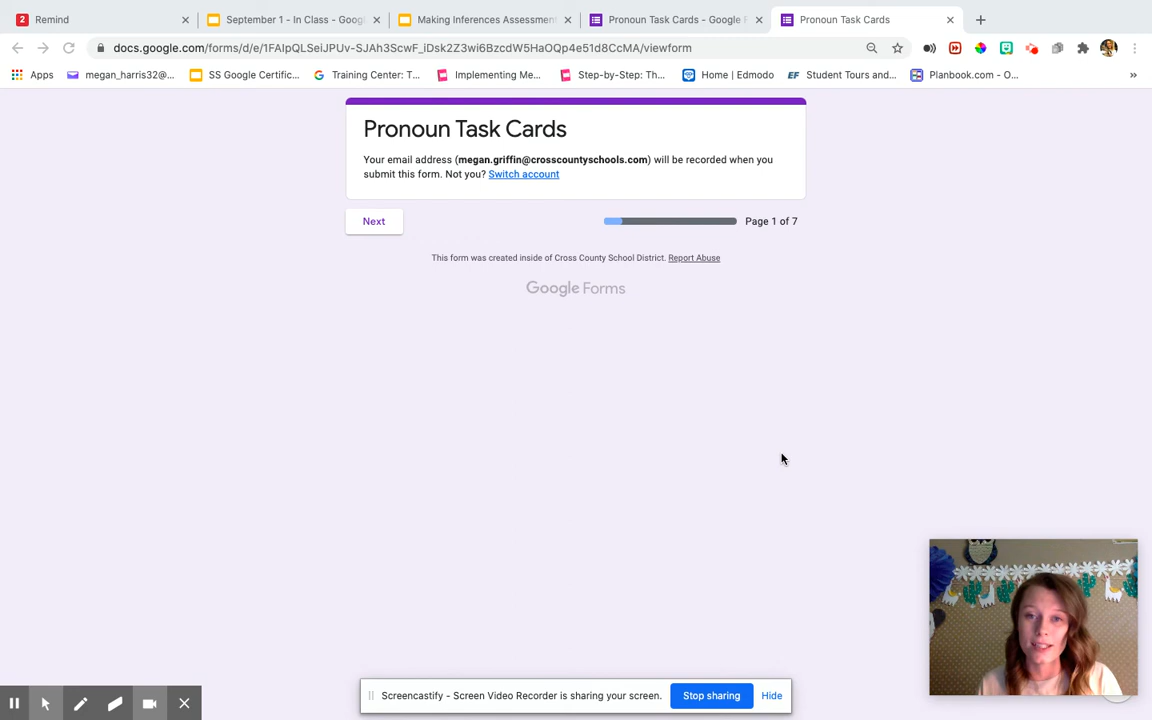 Remind
September 1 - In Class - Googl
Making Inferences Assessment
Pronoun Task Cards - Google F
Pronoun Task Cards
docs.google.com/forms/d/e/1FAIpQLSeiJPUv-SJAh3ScwF_iDsk2Z3wi6BzcdW5HaOQp4e51d8CcMA/viewform
Apps
megan_harris32@...
SS Google Certific...
Training Center: T...
Implementing Me...
Step-by-Step: Th...
Home | Edmodo
EF Student Tours and...
Planbook.com - O...
»
Pronoun Task Cards
Your email address (megan.griffin@crosscountyschools.com) will be recorded when you
submit this form. Not you? Switch account
Next
Page 1 of 7
This form was created inside of Cross County School District. Report Abuse
Google Forms
Screencastify - Screen Video Recorder is sharing your screen.
Stop sharing
Hide